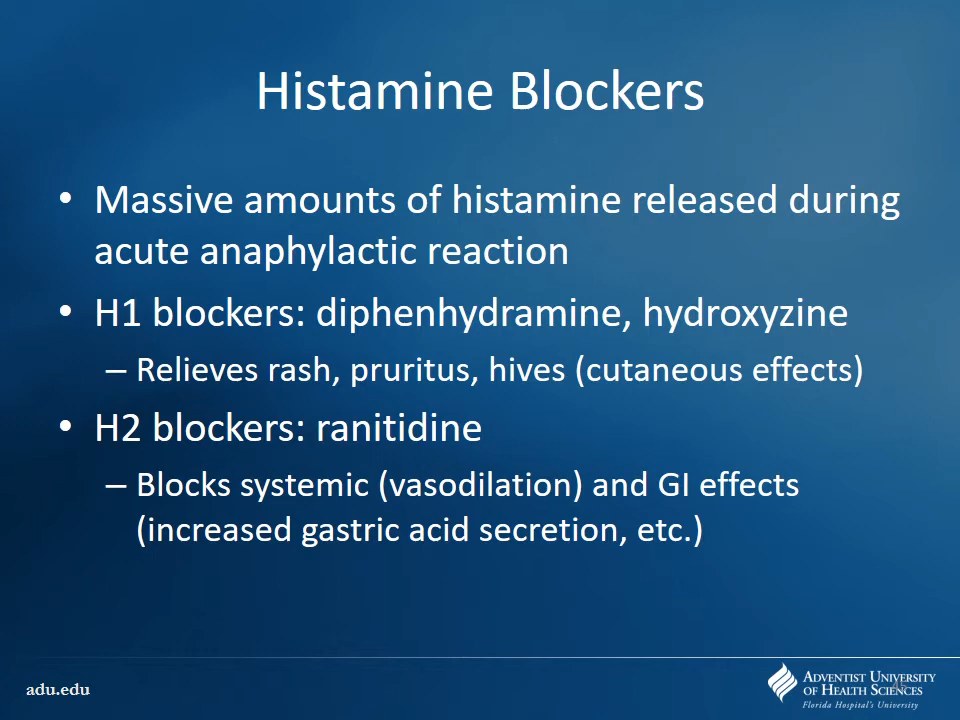 Histamine Blockers
• Massive amounts of histamine released during
acute anaphylactic reaction
• H1 blockers: diphenhydramine, hydroxyzine
– Relieves rash, pruritus, hives (cutaneous effects)
• H2 blockers: ranitidine
– Blocks systemic (vasodilation) and GI effects
(increased gastric acid secretion, etc.)
adu.edu
ADVENTIST UNIVERSITY
OF HEALTH SCIENCES
Florida Hospital's University
45